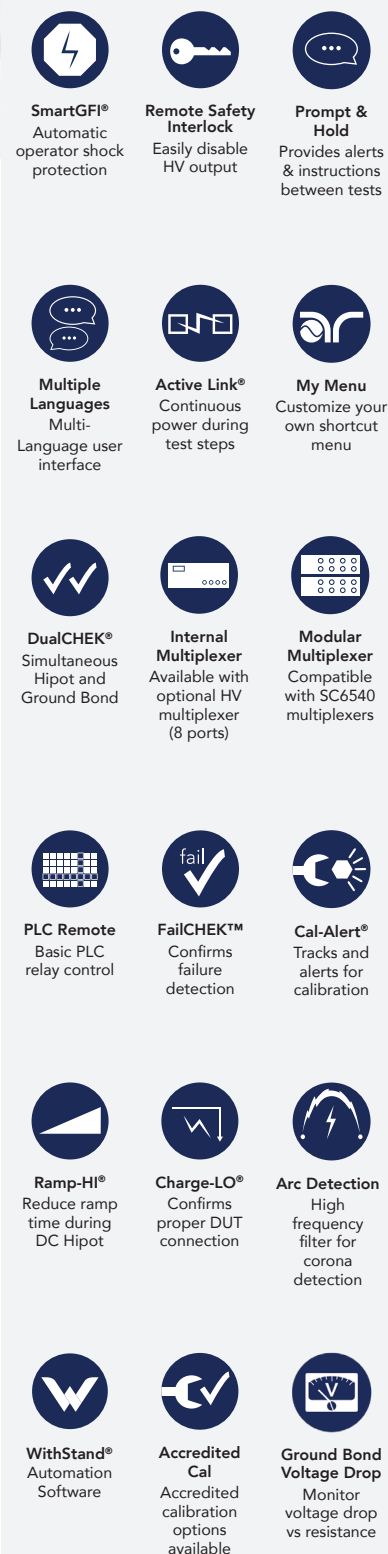 SmartGFI®
Automatic
operator shock
protection
Remote Safety
Interlock
Easily disable
HV output
Prompt &
Hold
Provides alerts
& instructions
between tests
Multiple
Languages
Multi-
Language user
interface
Active Link®
Continuous
power during
test steps
My Menu
Customize your
own shortcut
menu
DualCHEK®
Simultaneous
Hipot and
Ground Bond
Internal
Multiplexer
Available with
optional HV
multiplexer
(8 ports)
Modular
Multiplexer
Compatible
with SC6540
multiplexers
PLC Remote
Basic PLC
relay control
fail
FailCHEK™
Confirms
failure
detection
Cal-Alert®
Tracks and
alerts for
calibration
Ramp-HI®
Reduce ramp
time during
DC Hipot
Charge-LO®
Confirms
proper DUT
connection
Arc Detection
High
frequency
filter for
corona
detection
W
WithStand®
Automation
Software
Accredited
Cal
Accredited
calibration
options
available
V
Ground Bond
Voltage Drop
Monitor
voltage drop
vs resistance